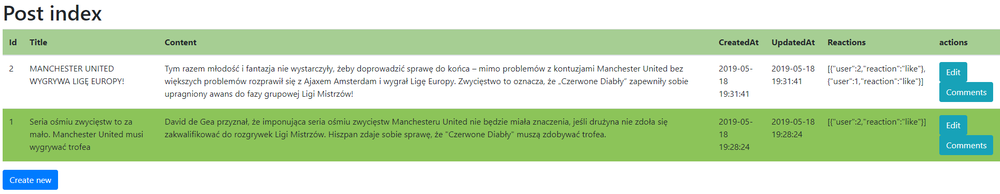 Post index
Id Title Content CreatedAt UpdatedAt Reactions actions
2 MANCHESTER UNITED Tym razem młodość i fantazja nie wystarczyły, żeby doprowadzić sprawę do końca – mimo problemów z kontuzjami Manchester United bez 2019-05- 2019-05-18 [{"user":2,"reaction":"like"}, Edit
WYGRYWA LIGĘ EUROPY! większych problemów rozprawił się z Ajaxem Amsterdam i wygrał Ligę Europy. Zwycięstwo to oznacza, że „Czerwone Diabły” zapewniły sobie 18 19:31:41 {"user":1,"reaction":"like"}]
upragniony awans do fazy grupowej Ligi Mistrzów! 19:31:41 Comments
1 Seria ośmiu zwycięstw to za David de Gea przyznał, że imponująca seria ośmiu zwycięstw Manchesteru United nie będzie miała znaczenia, jeśli drużyna nie zdoła się 2019-05- 2019-05-18 [{"user":2,"reaction":"like"}] Edit
mało. Manchester United musi zakwalifikować do rozgrywek Ligi Mistrzów. Hiszpan zdaje sobie sprawę, że "Czerwone Diabły" muszą zdobywać trofea. 18 19:28:24
wygrywać trofea 19:28:24 Comments
Create new